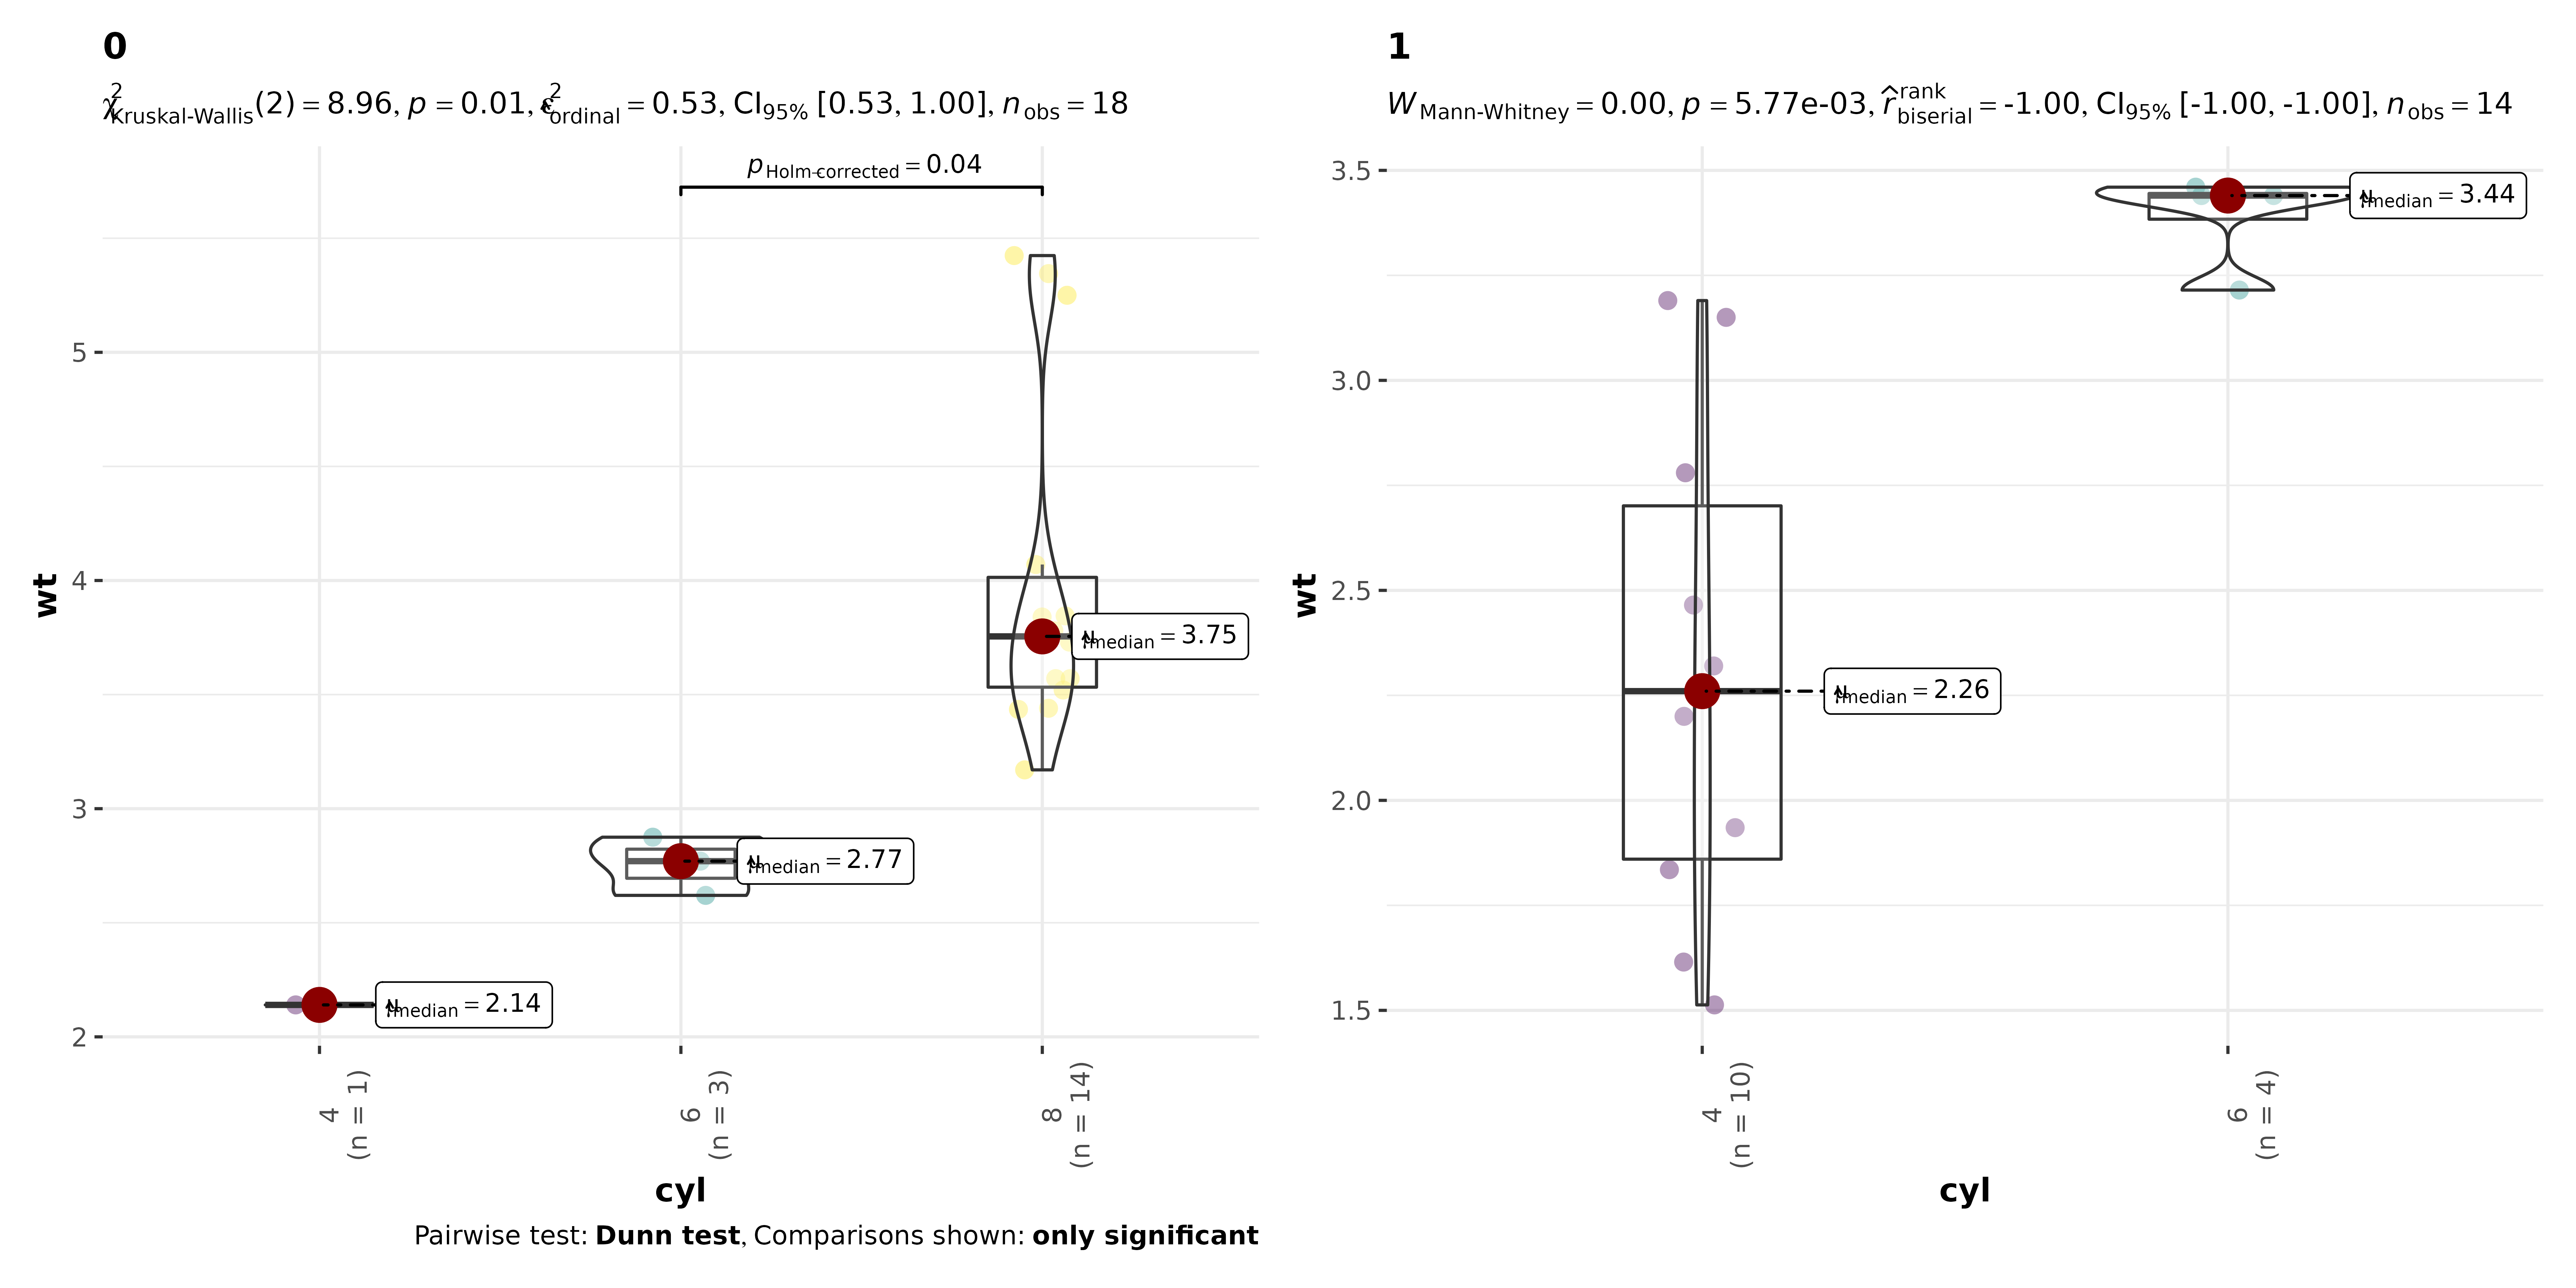 0
χ²Kruskal-Wallis(2) = 8.96, p = 0.01, ε̂²ordinal = 0.53, CI95% [0.53, 1.00], nobs = 18
pHolm-corrected = 0.04
5
4
3
2
wt
μ̂median = 3.75
μ̂median = 2.77
μ̂median = 2.14
4
(n = 1)
6
(n = 3)
8
(n = 14)
cyl
Pairwise test: Dunn test, Comparisons shown: only significant
1
WMann-Whitney = 0.00, p = 5.77e-03, r̂rankbiserial = -1.00, CI95% [-1.00, -1.00], nobs = 14
3.5
3.0
2.5
2.0
1.5
wt
μ̂median = 3.44
μ̂median = 2.26
4
(n = 10)
6
(n = 4)
cyl